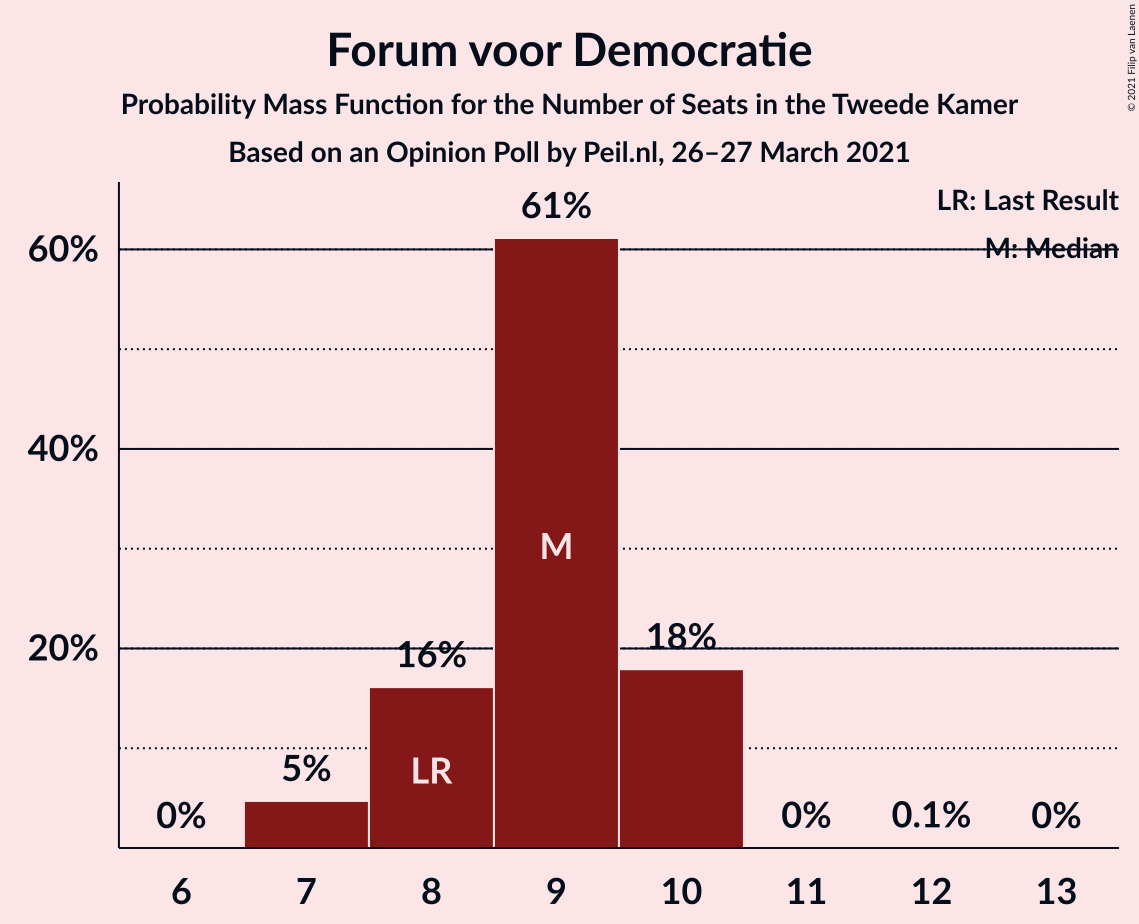 Forum voor Democratie
Probability Mass Function for the Number of Seats in the Tweede Kamer
Based on an Opinion Poll by Peil.nl, 26–27 March 2021
© 2021 Filip van Laenen
LR: Last Result
M: Median
61%
60%
40%
M
18%
20%
16%
5%
LR
0%
0%
0.1%
0%
6 7 8 9 10 11 12 13